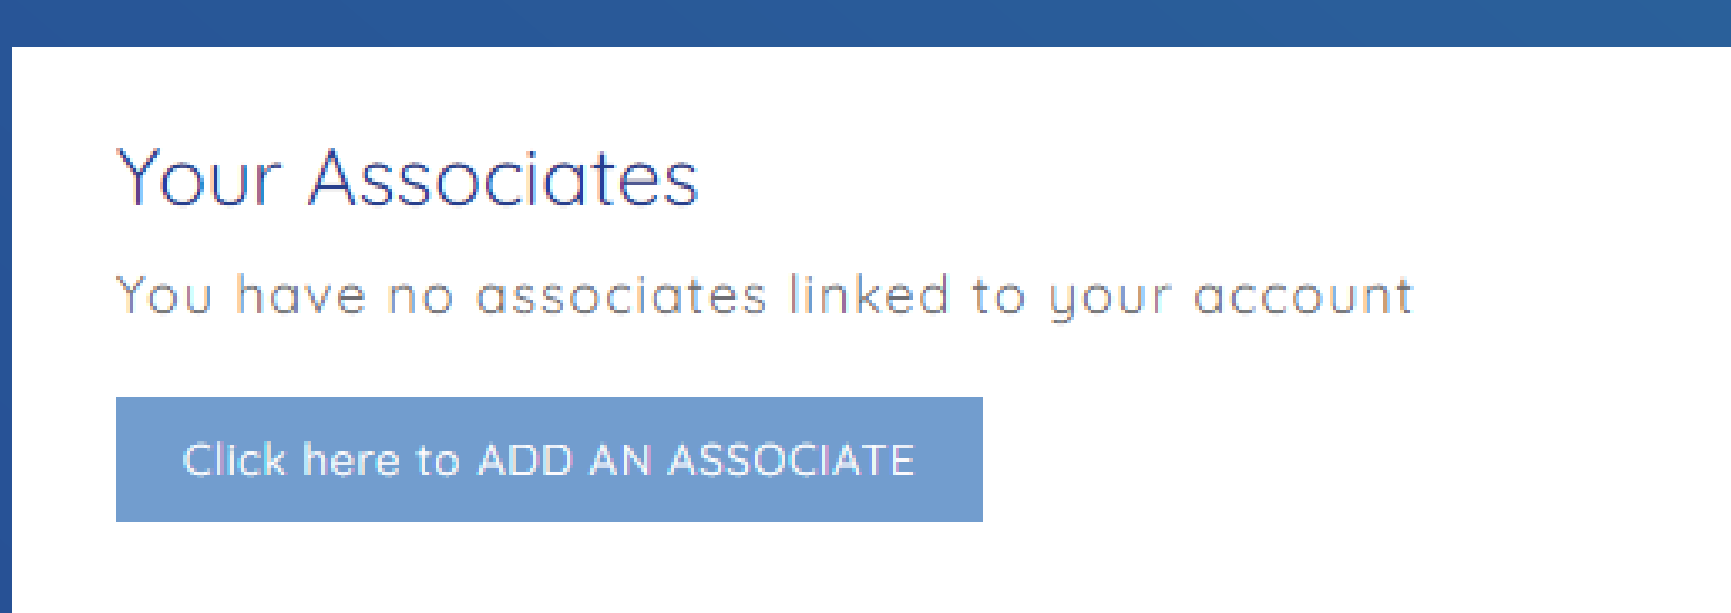 Your Associates
You have no associates linked to your account
Click here to ADD AN ASSOCIATE